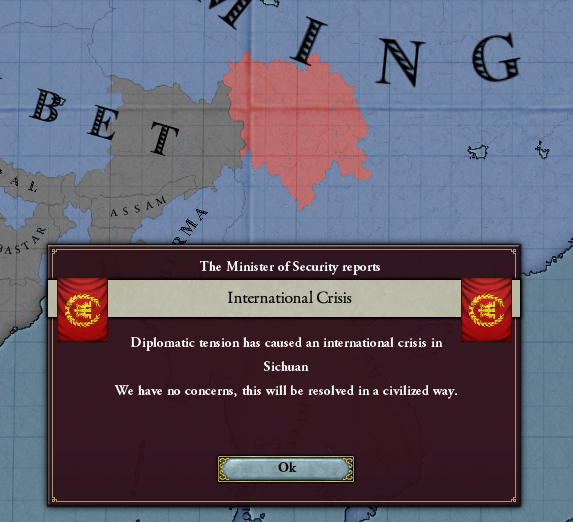 MING
BET
AL
ASSAM
BASTAR
RMA
The Minister of Security reports
International Crisis
Diplomatic tension has caused an international crisis in
Sichuan
We have no concerns, this will be resolved in a civilized way.
Ok